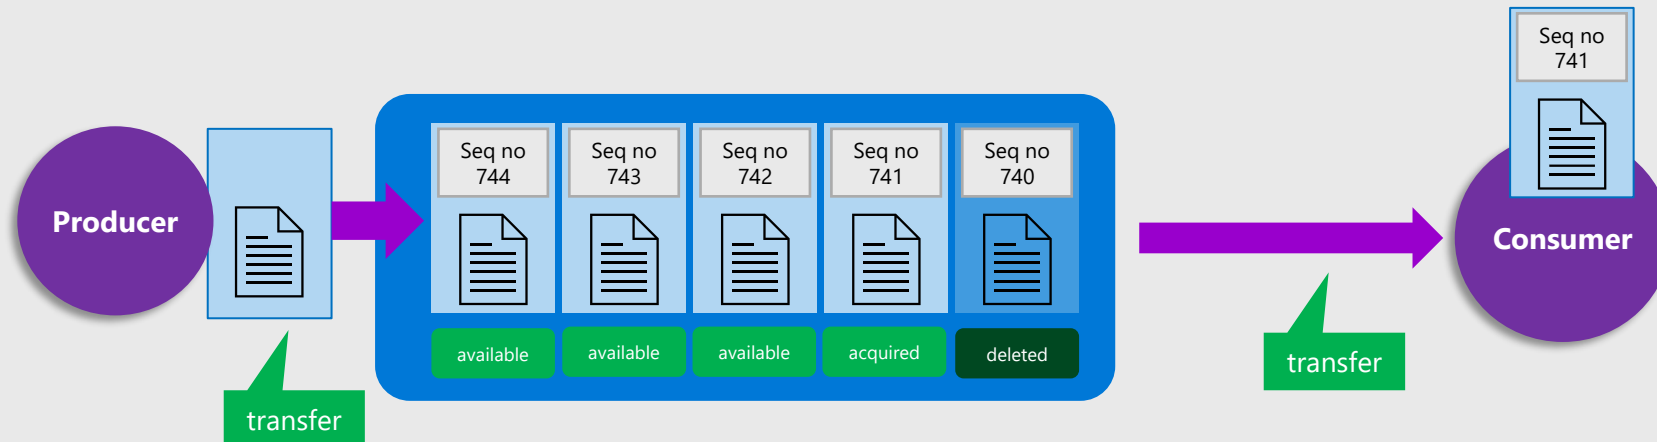 Producer
transfer
Seq no
744
available
Seq no
743
available
Seq no
742
available
Seq no
741
acquired
Seq no
740
deleted
transfer
Seq no
741
Consumer